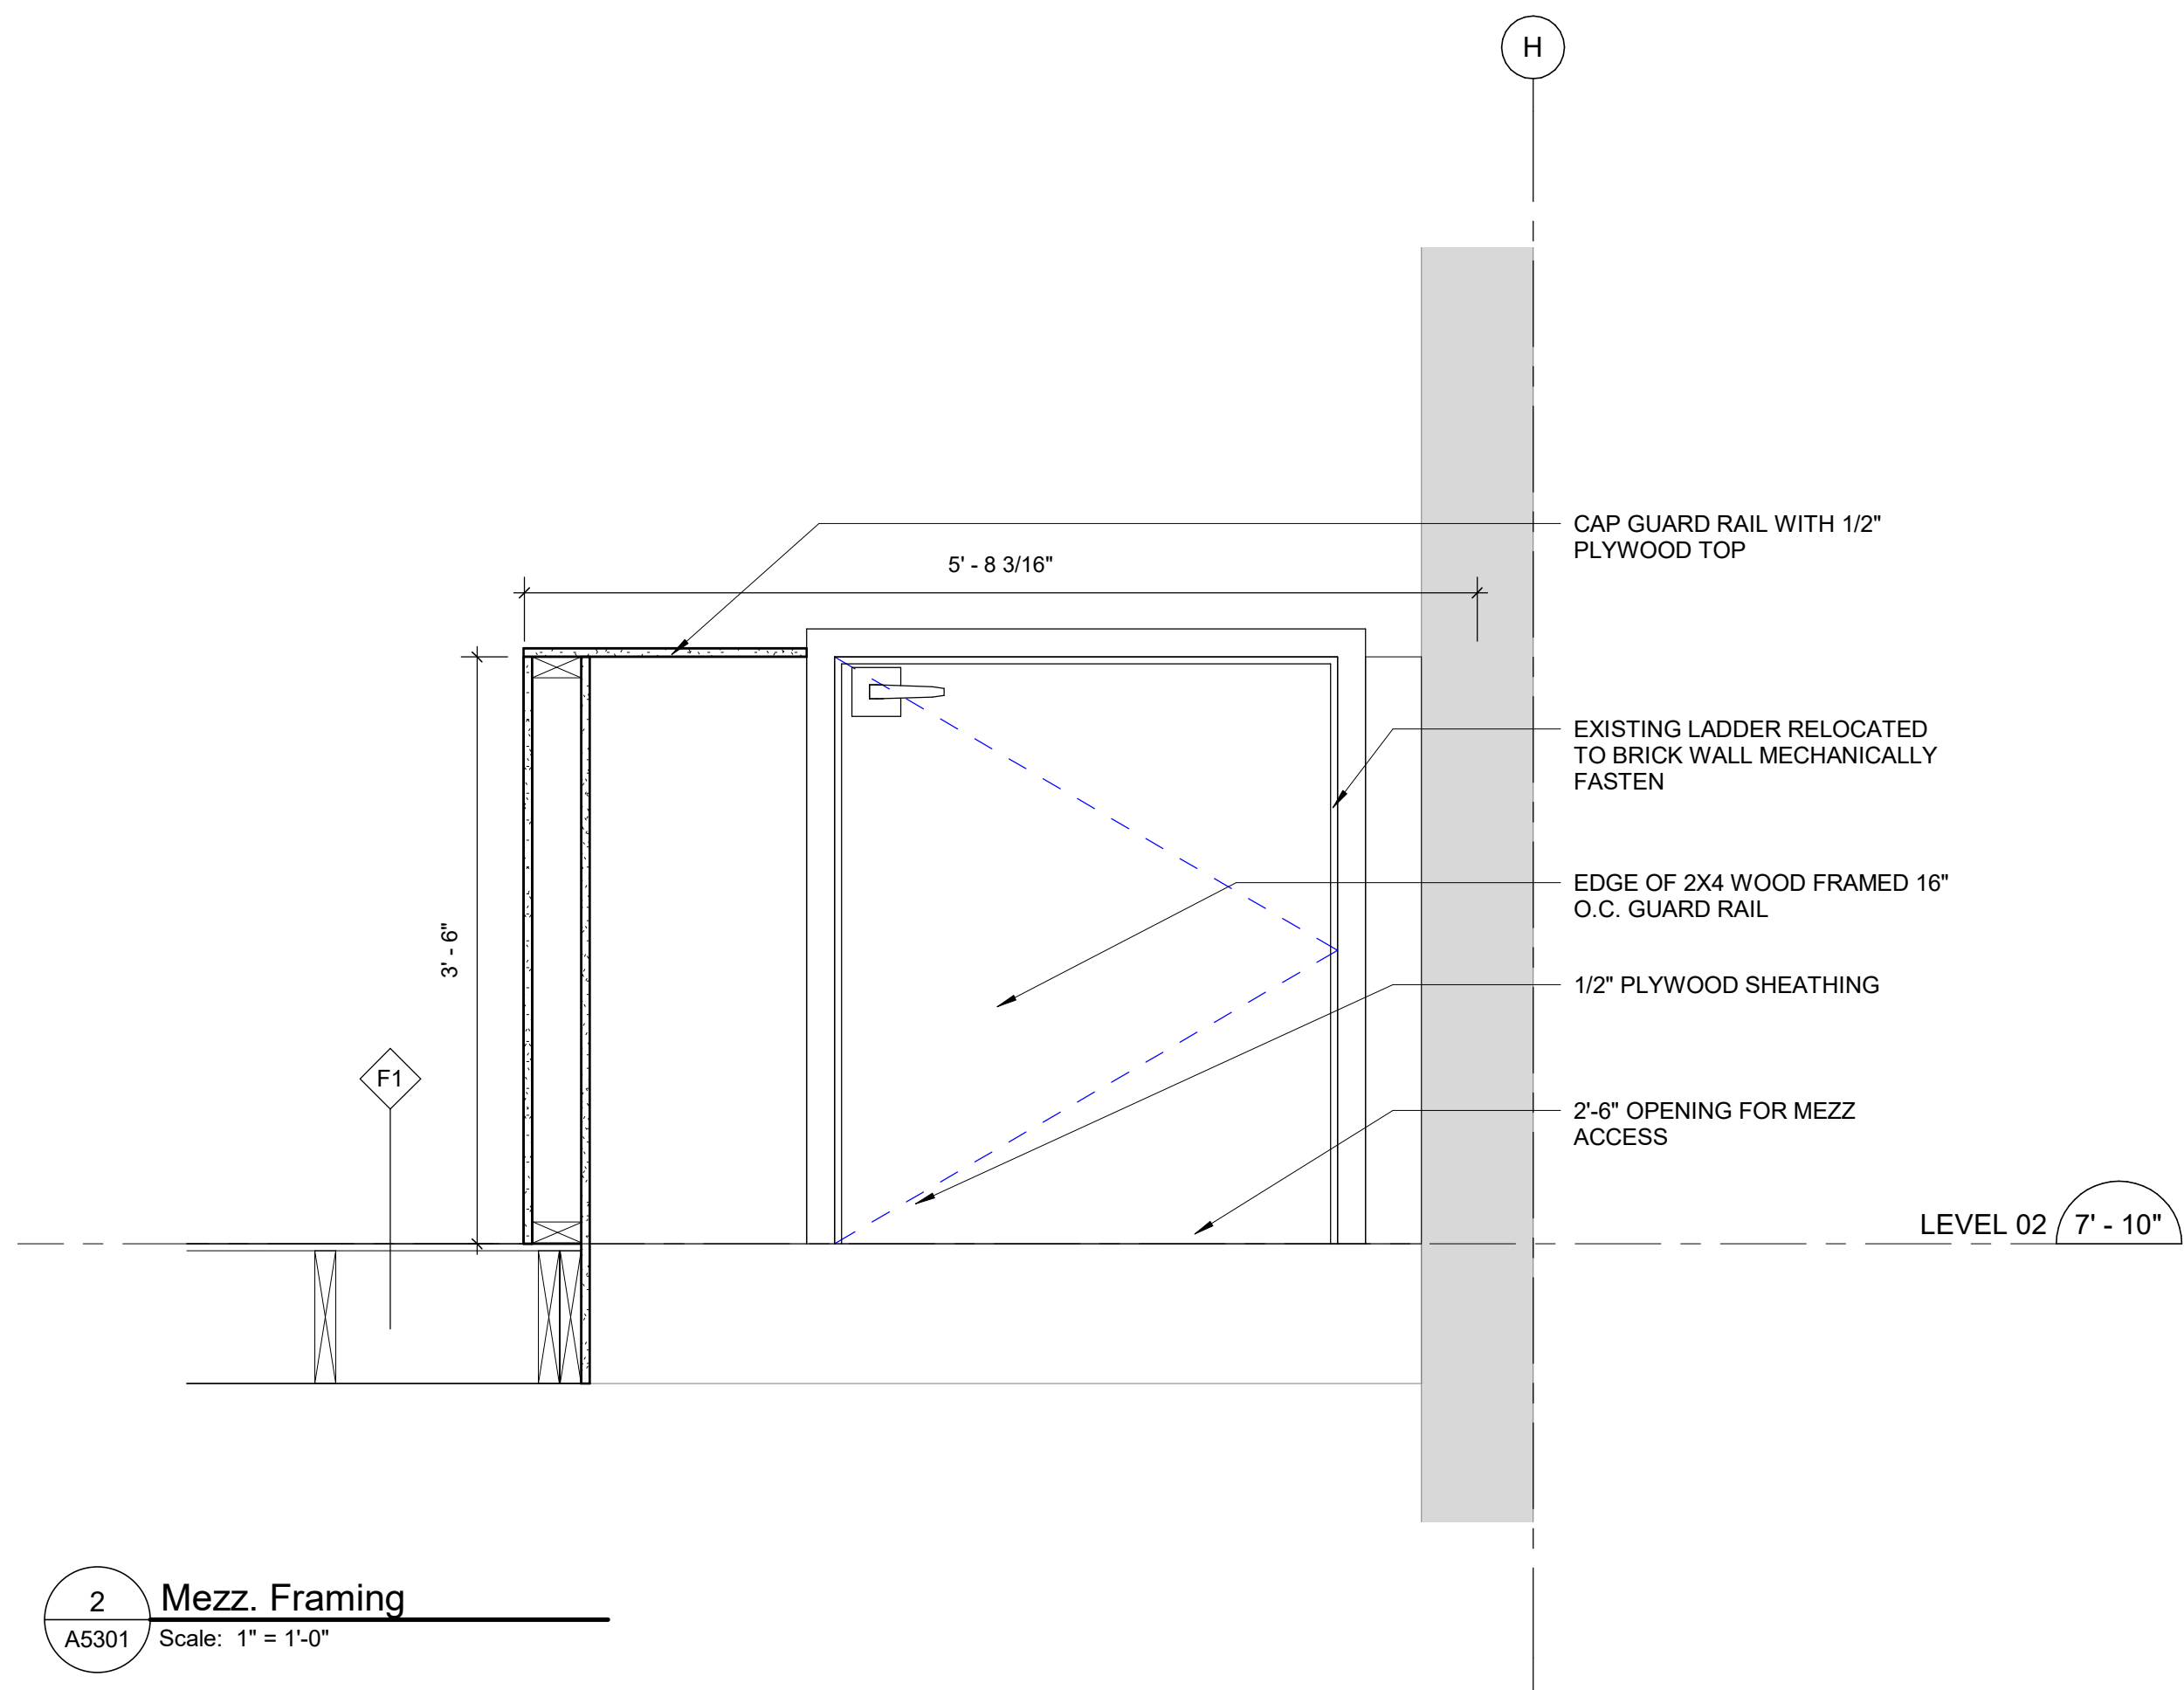 H
CAP GUARD RAIL WITH 1/2"
PLYWOOD TOP
5' - 8 3/16"
EXISTING LADDER RELOCATED
TO BRICK WALL MECHANICALLY
FASTEN
EDGE OF 2X4 WOOD FRAMED 16"
O.C. GUARD RAIL
3' - 6"
1/2" PLYWOOD SHEATHING
F1
2'-6" OPENING FOR MEZZ
ACCESS
LEVEL 02
7' - 10"
2
Mezz. Framing
A5301
Scale: 1" = 1'-0"